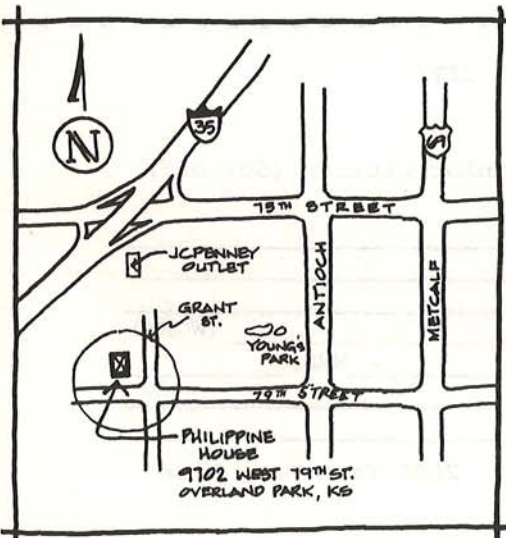 N
35
69
75TH STREET
JCPENNEY
OUTLET
ANTIOCH
METCALF
GRANT
ST.
YOUNG'S
PARK
79TH STREET
PHILIPPINE
HOUSE
9702 WEST 79TH ST.
OVERLAND PARK, KS